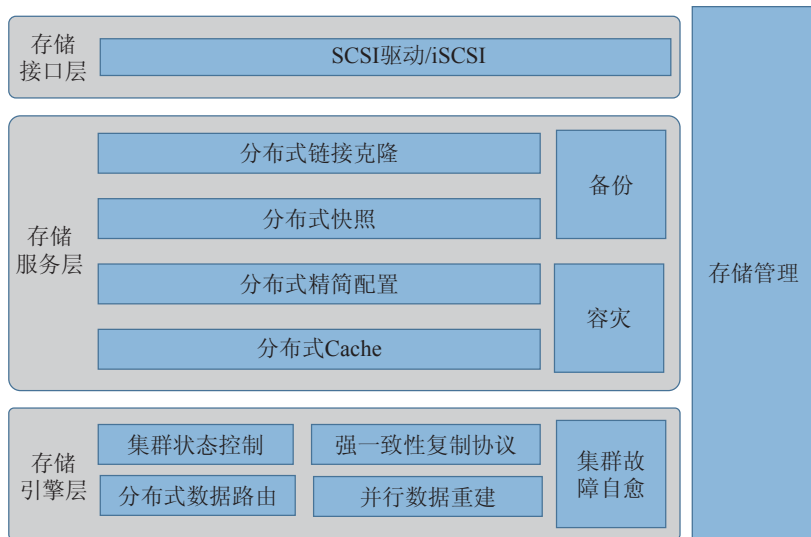 存储
接口层
SCSI驱动/iSCSI
存储
服务层
分布式链接克隆
分布式快照
分布式精简配置
分布式Cache
备份
容灾
存储
引擎层
集群状态控制
强一致性复制协议
分布式数据路由
并行数据重建
集群故
障自愈
存储管理